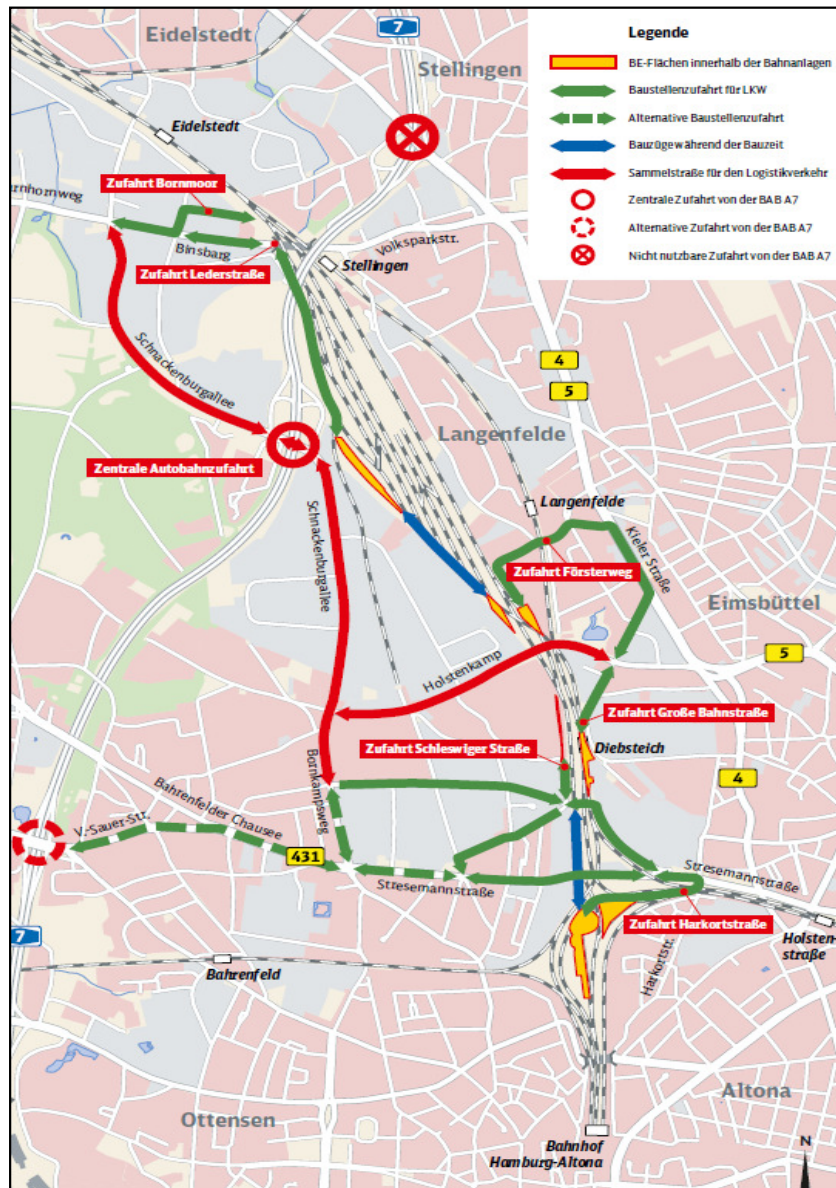 7
Eidelstedt
Stellingen
Legende
BE-Flächen innerhalb der Bahnanlagen
Baustellenzufahrt für LKW
Alternative Baustellenzufahrt
Bauzüge während der Bauzeit
Sammelstraße für den Logistikverkehr
Zentrale Zufahrt von der BAB A7
Alternative Zufahrt von der BAB A7
Nicht nutzbare Zufahrt von der BAB A7
Eidelstedt
Zufahrt Bornmoor
rnhornweg
Binsbarg
Zufahrt Lederstraße
Volksparkstr.
Stellingen
Schnackenburgallee
4
5
Langenfelde
Zentrale Autobahnzufahrt
Schnackenburgallee
Langenfelde
Kieler Straße
Zufahrt Försterweg
Eimsbüttel
5
Holstenkamp
Zufahrt Große Bahnstraße
Zufahrt Schleswiger Straße
Diebsteich
4
Bornkampsweg
Bahrenfelder Chausee
V.-Sauer-Str.
431
Stresemannstraße
Stresemannstraße
Zufahrt Harkortstraße
Holsten-
straße
Harkortstr.
7
Bahrenfeld
Ottensen
Altona
Bahnhof
Hamburg-Altona
N